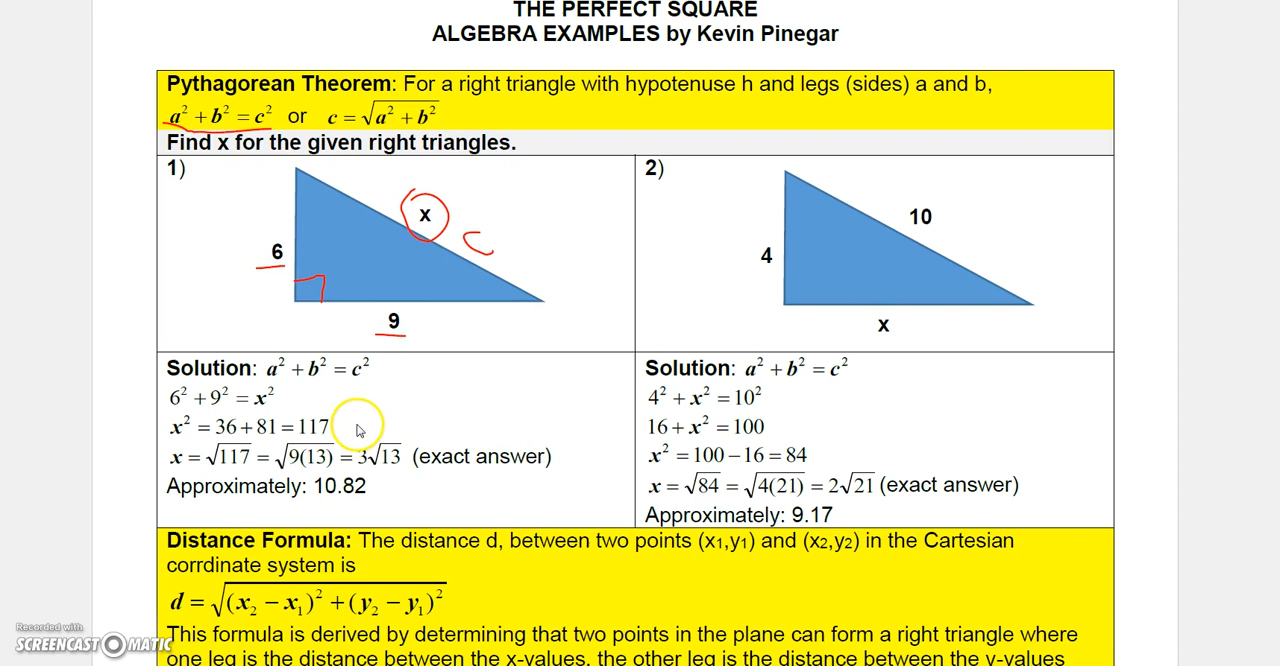 THE PERFECT SQUARE
ALGEBRA EXAMPLES by Kevin Pinegar
Pythagorean Theorem: For a right triangle with hypotenuse h and legs (sides) a and b,
a² + b² = c² or c = √(a² + b²)
Find x for the given right triangles.
1)
x
C
6
9
2)
10
4
x
Solution: a² + b² = c²
6² + 9² = x²
x² = 36 + 81 = 117
x = √117 = √9(13) = 3√13 (exact answer)
Approximately: 10.82
Solution: a² + b² = c²
4² + x² = 10²
16 + x² = 100
x² = 100 − 16 = 84
x = √84 = √4(21) = 2√21 (exact answer)
Approximately: 9.17
Distance Formula: The distance d, between two points (x₁,y₁) and (x₂,y₂) in the Cartesian
corrdinate system is
d = √((x₂ − x₁)² + (y₂ − y₁)²)
This formula is derived by determining that two points in the plane can form a right triangle where
one leg is the distance between the x-values, the other leg is the distance between the y-values
Recorded with
SCREENCAST-O-MATIC